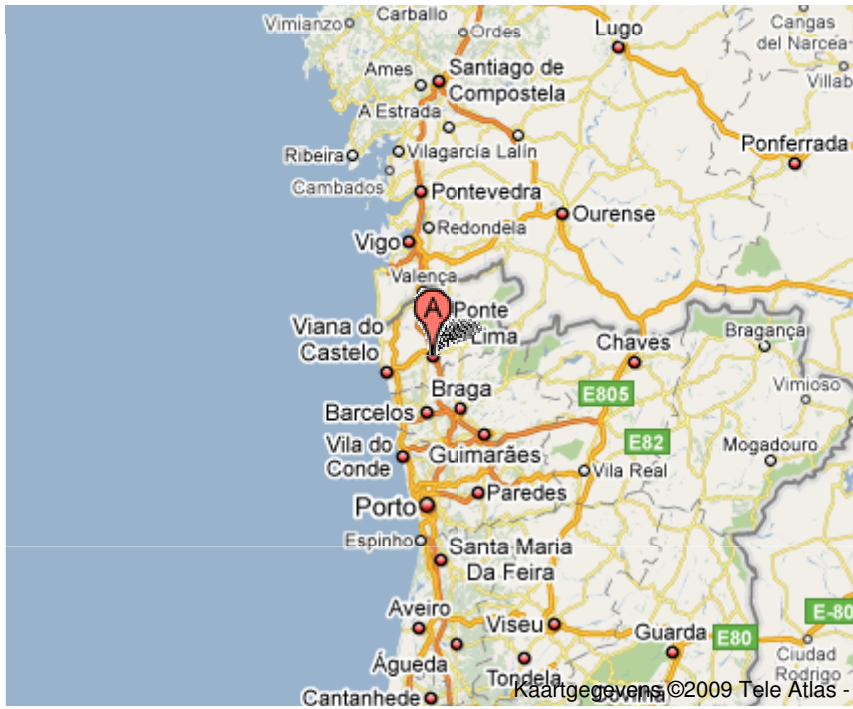 Carballo
Cangas
del Narcea
Vimianzo
Ordes
Lugo
Ames
Santiago de
Compostela
Villab
A Estrada
Ribeira
Vilagarcía
Lalín
Ponferrada
Cambados
Pontevedra
Ourense
Redondela
Vigo
Valença
A
Ponte
Lima
Viana do
Castelo
Chaves
Bragança
Braga
E805
Vimioso
Barcelos
Vila do
Conde
Guimarães
E82
Mogadouro
Vila Real
Paredes
Porto
Espinho
Santa Maria
Da Feira
Aveiro
Viseu
Guarda
E80
E-80
Águeda
Tondela
Ciudad
Rodrigo
Cantanhede
Covilhã
Kaartgegevens ©2009 Tele Atlas -